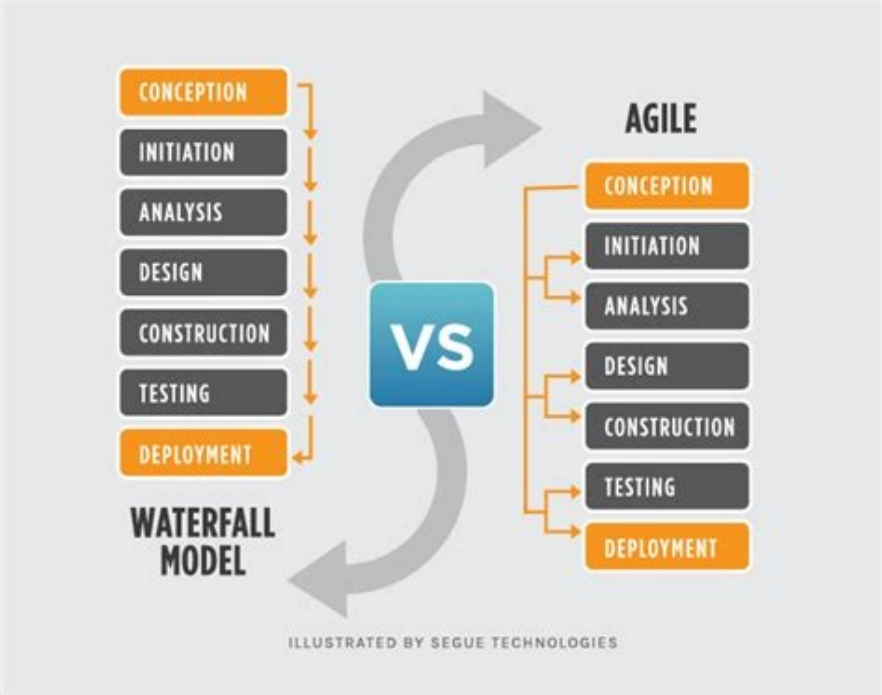 CONCEPTION
INITIATION
ANALYSIS
DESIGN
CONSTRUCTION
TESTING
DEPLOYMENT
WATERFALL
MODEL
VS
AGILE
CONCEPTION
INITIATION
ANALYSIS
DESIGN
CONSTRUCTION
TESTING
DEPLOYMENT
ILLUSTRATED BY SEGUE TECHNOLOGIES